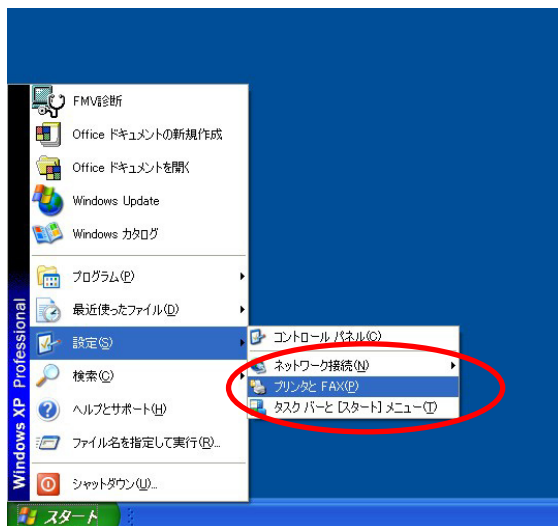 FMV診断
Office ドキュメントの新規作成
Office ドキュメントを開く
Windows Update
Windows カタログ
プログラム(P)
最近使ったファイル(D)
設定(S)
検索(C)
ヘルプとサポート(H)
ファイル名を指定して実行(R)...
シャットダウン(U)...
Windows XP Professional
コントロール パネル(C)
ネットワーク接続(N)
プリンタと FAX(P)
タスク バーと [スタート] メニュー(T)
スタート